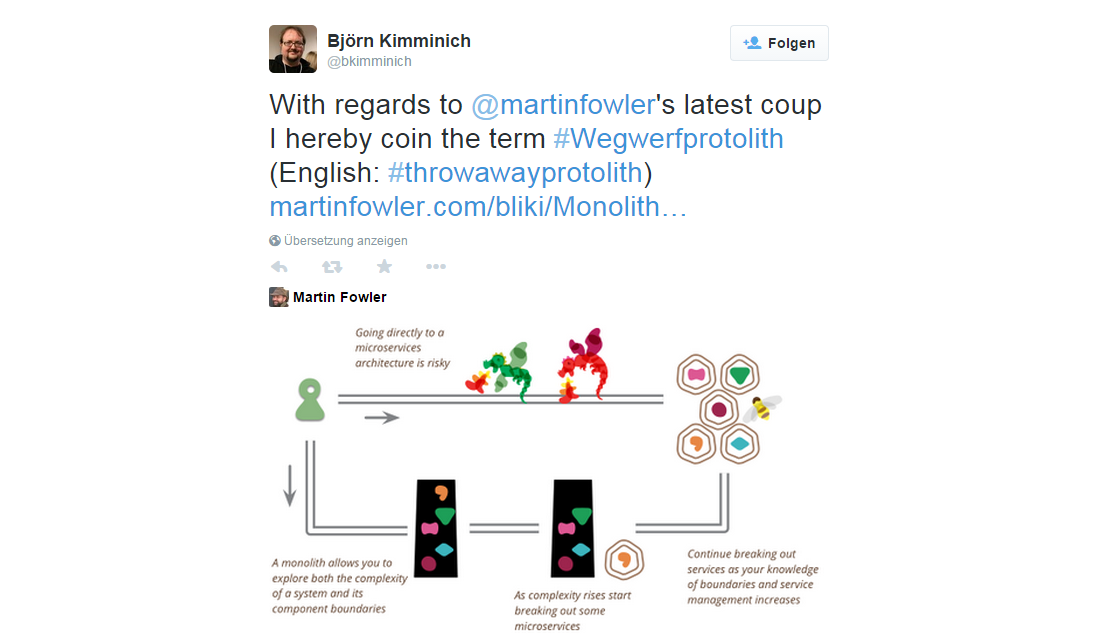 Björn Kimminich
@bkimminich
Folgen
With regards to @martinfowler's latest coup
I hereby coin the term #Wegwerfprotolith
(English: #throwawayprotolith)
martinfowler.com/bliki/Monolith…
Übersetzung anzeigen
Martin Fowler
Going directly to a
microservices
architecture is risky
A monolith allows you to
explore both the complexity
of a system and its
component boundaries
As complexity rises start
breaking out some
microservices
Continue breaking out
services as your knowledge
of boundaries and service
management increases